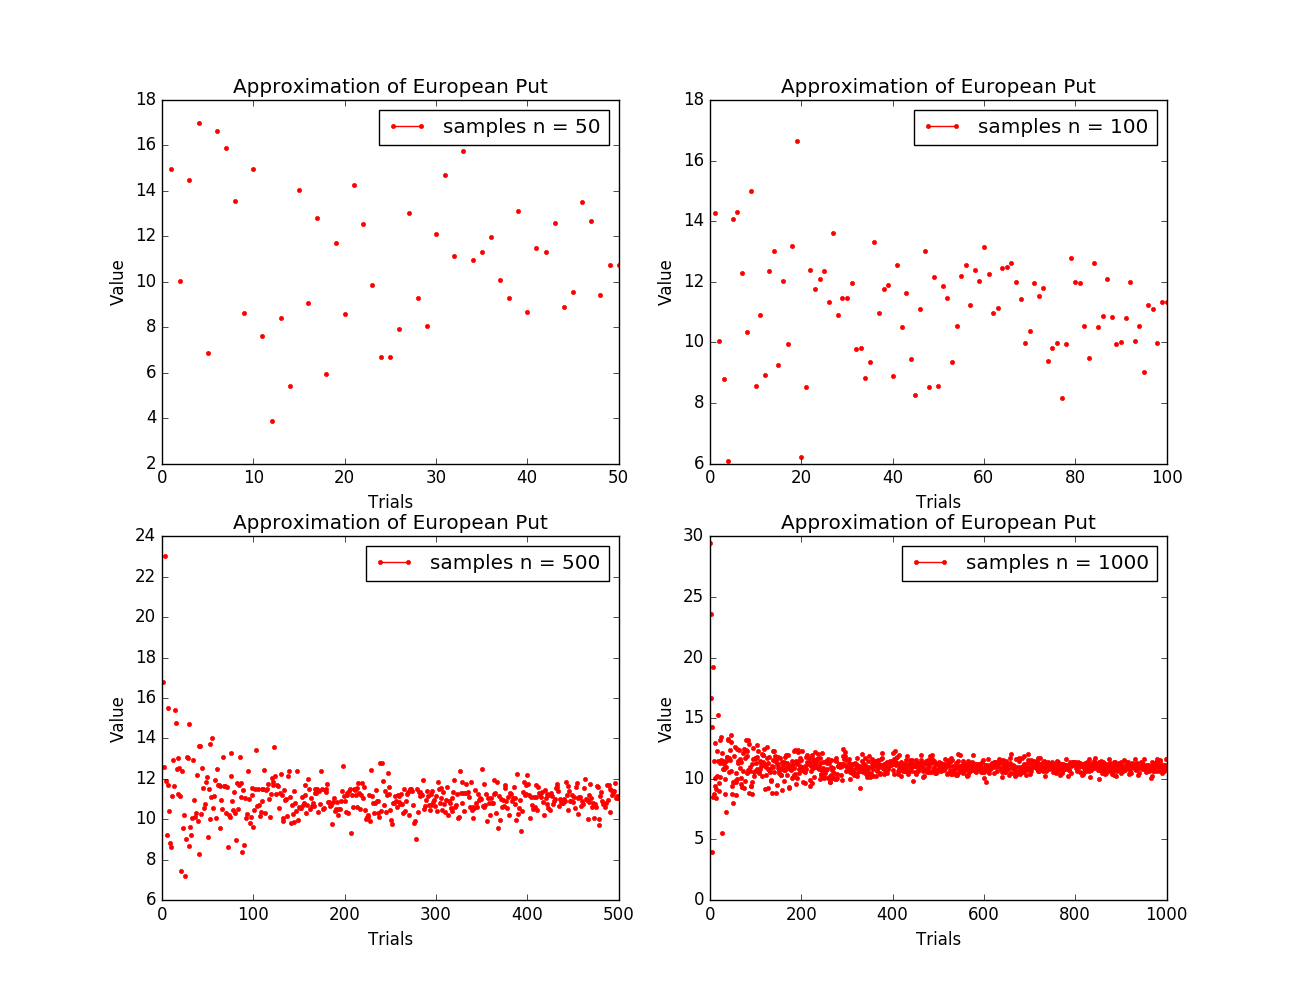 Approximation of European Put
samples n = 50
18
16
14
12
10
8
6
4
2
Value
0 10 20 30 40 50
Trials
Approximation of European Put
samples n = 100
18
16
14
12
10
8
6
Value
0 20 40 60 80 100
Trials
Approximation of European Put
samples n = 500
24
22
20
18
16
14
12
10
8
6
Value
0 100 200 300 400 500
Trials
Approximation of European Put
samples n = 1000
30
25
20
15
10
5
0
Value
0 200 400 600 800 1000
Trials